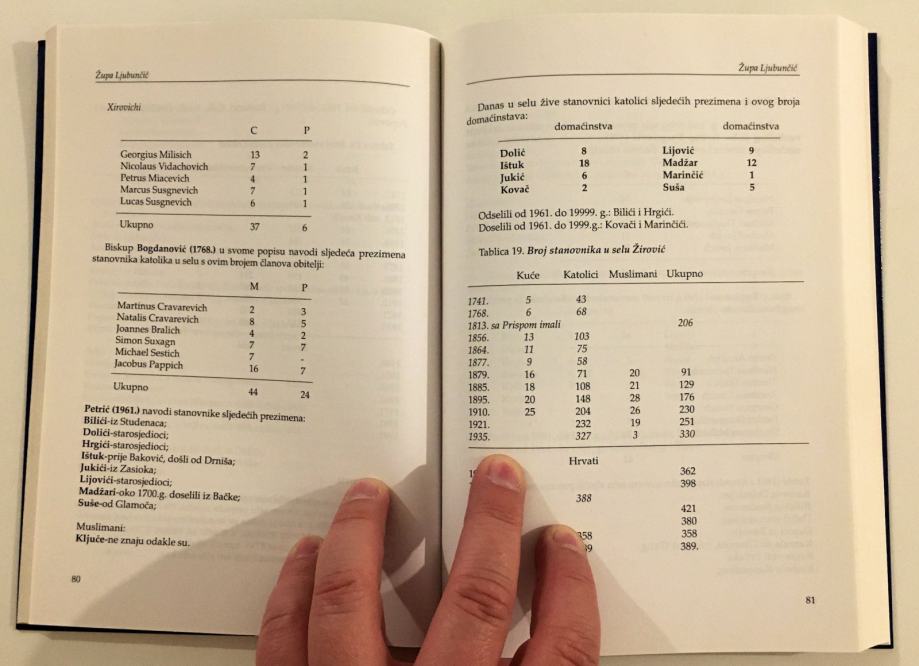 Župa Ljubunčić
Xirovichi
C P
Georgius Milisich 13 2
Nicolaus Vidachovich 7 1
Petrus Miacevich 4 1
Marcus Susgnevich 7 1
Lucas Susgnevich 6 1
Ukupno 37 6
Biskup Bogdanović (1768.) u svome popisu navodi sljedeća prezimena
stanovnika katolika u selu s ovim brojem članova obitelji:
M P
Martinus Cravarevich 2 3
Natalis Cravarevich 8 5
Joannes Bralich 4 2
Simon Suxagn 7 7
Michael Sestich 7 -
Jacobus Pappich 16 7
Ukupno 44 24
Petrić (1961.) navodi stanovnike sljedećih prezimena:
Bilići-iz Studenaca;
Dolići-starosjedioci;
Hrgići-starosjedioci;
Ištuk-prije Baković, došli od Drniša;
Jukići-iz Zasioka;
Lijovići-starosjedioci;
Madžari-oko 1700.g. doselili iz Bačke;
Suše-od Glamoča;
Muslimani:
Ključe-ne znaju odakle su.
80
Župa Ljubunčić
Danas u selu žive stanovnici katolici sljedećih prezimena i ovog broja
domaćinstava:
domaćinstva domaćinstva
Dolić 8 Lijović 9
Ištuk 18 Madžar 12
Jukić 6 Marinčić 1
Kovač 2 Suša 5
Odselili od 1961. do 19999. g.: Bilići i Hrgići.
Doselili od 1961. do 1999.g.: Kovači i Marinčići.
Tablica 19. Broj stanovnika u selu Žirović
Kuće Katolici Muslimani Ukupno
1741. 5 43
1768. 6 68
1813. sa Prispom imali 206
1856. 13 103
1864. 11 75
1877. 9 58
1879. 16 71 20 91
1885. 18 108 21 129
1895. 20 148 28 176
1910. 25 204 26 230
1921. 232 19 251
1935. 327 3 330
Hrvati
362
398
388
421
380
358 358
389.
81